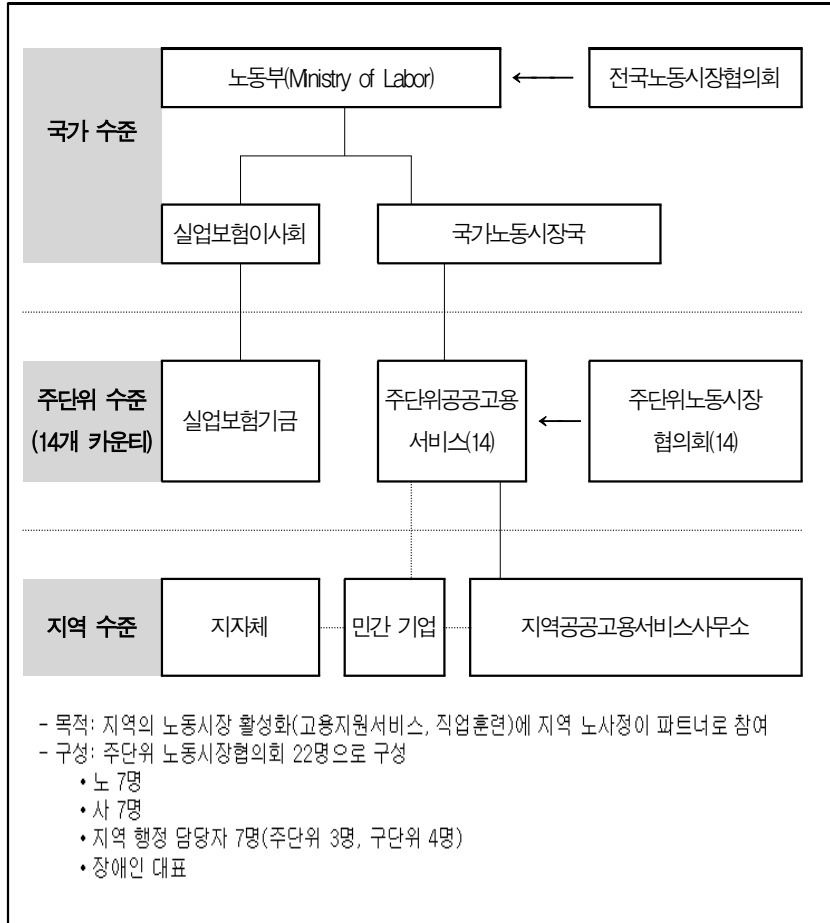 노동부(Ministry of Labor)
전국노동시장협의회
국가 수준
실업보험이사회
국가노동시장국
주단위 수준
(14개 카운티)
실업보험기금
주단위공공고용
서비스(14)
주단위노동시장
협의회(14)
지역 수준
지자체
민간 기업
지역공공고용서비스사무소
- 목적: 지역의 노동시장 활성화(고용지원서비스, 직업훈련)에 지역 노사정이 파트너로 참여
- 구성: 주단위 노동시장협의회 22명으로 구성
• 노 7명
• 사 7명
• 지역 행정 담당자 7명(주단위 3명, 구단위 4명)
• 장애인 대표